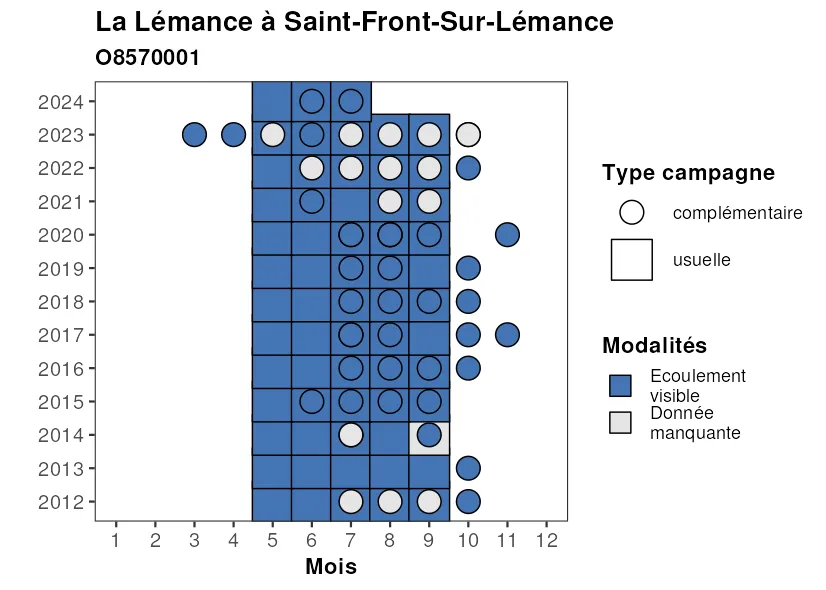 La Lémance à Saint-Front-Sur-Lémance
O8570001
2024
2023
2022
2021
2020
2019
2018
2017
2016
2015
2014
2013
2012
1 2 3 4 5 6 7 8 9 10 11 12
Mois
Type campagne
complémentaire
usuelle
Modalités
Ecoulement
visible
Donnée
manquante